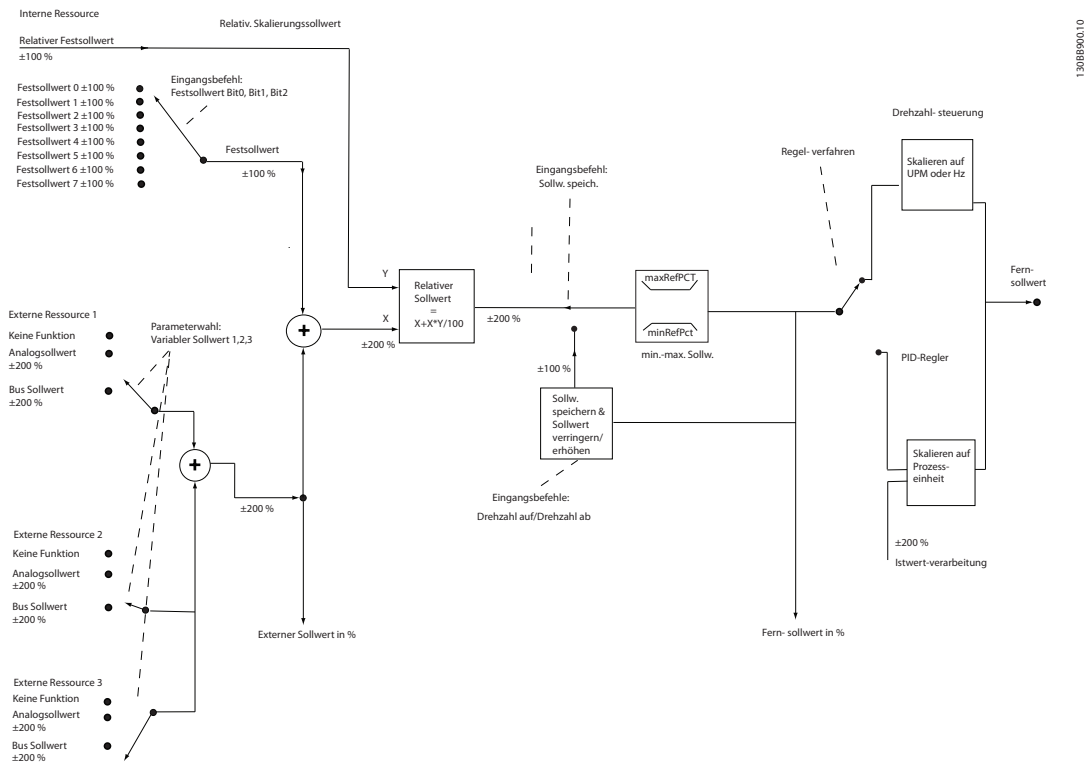 Interne Ressource
Relativ. Skalierungssollwert
Relativer Festsollwert
±100 %
130BB900.10
Eingangsbefehl:
Festsollwert Bit0, Bit1, Bit2
Festsollwert 0 ±100 %
Festsollwert 1 ±100 %
Festsollwert 2 ±100 %
Festsollwert 3 ±100 %
Festsollwert 4 ±100 %
Festsollwert 5 ±100 %
Festsollwert 6 ±100 %
Festsollwert 7 ±100 %
Festsollwert
±100 %
Eingangsbefehl:
Sollw. speich.
Regel- verfahren
Drehzahl- steuerung
Skalieren auf
UPM oder Hz
Y
X
±200 %
Relativer
Sollwert
=
X+X*Y/100
±200 %
maxRefPCT
minRefPct
min.-max. Sollw.
Fern-
sollwert
Externe Ressource 1
Keine Funktion
Analogsollwert
±200 %
Bus Sollwert
±200 %
Parameterwahl:
Variabler Sollwert 1,2,3
+
+
±200 %
±100 %
Sollw.
speichern &
Sollwert
verringern/
erhöhen
Eingangsbefehle:
Drehzahl auf/Drehzahl ab
PID-Regler
Skalieren auf
Prozess-
einheit
±200 %
Istwert-verarbeitung
Externe Ressource 2
Keine Funktion
Analogsollwert
±200 %
Bus Sollwert
±200 %
Externer Sollwert in %
Fern- sollwert in %
Externe Ressource 3
Keine Funktion
Analogsollwert
±200 %
Bus Sollwert
±200 %